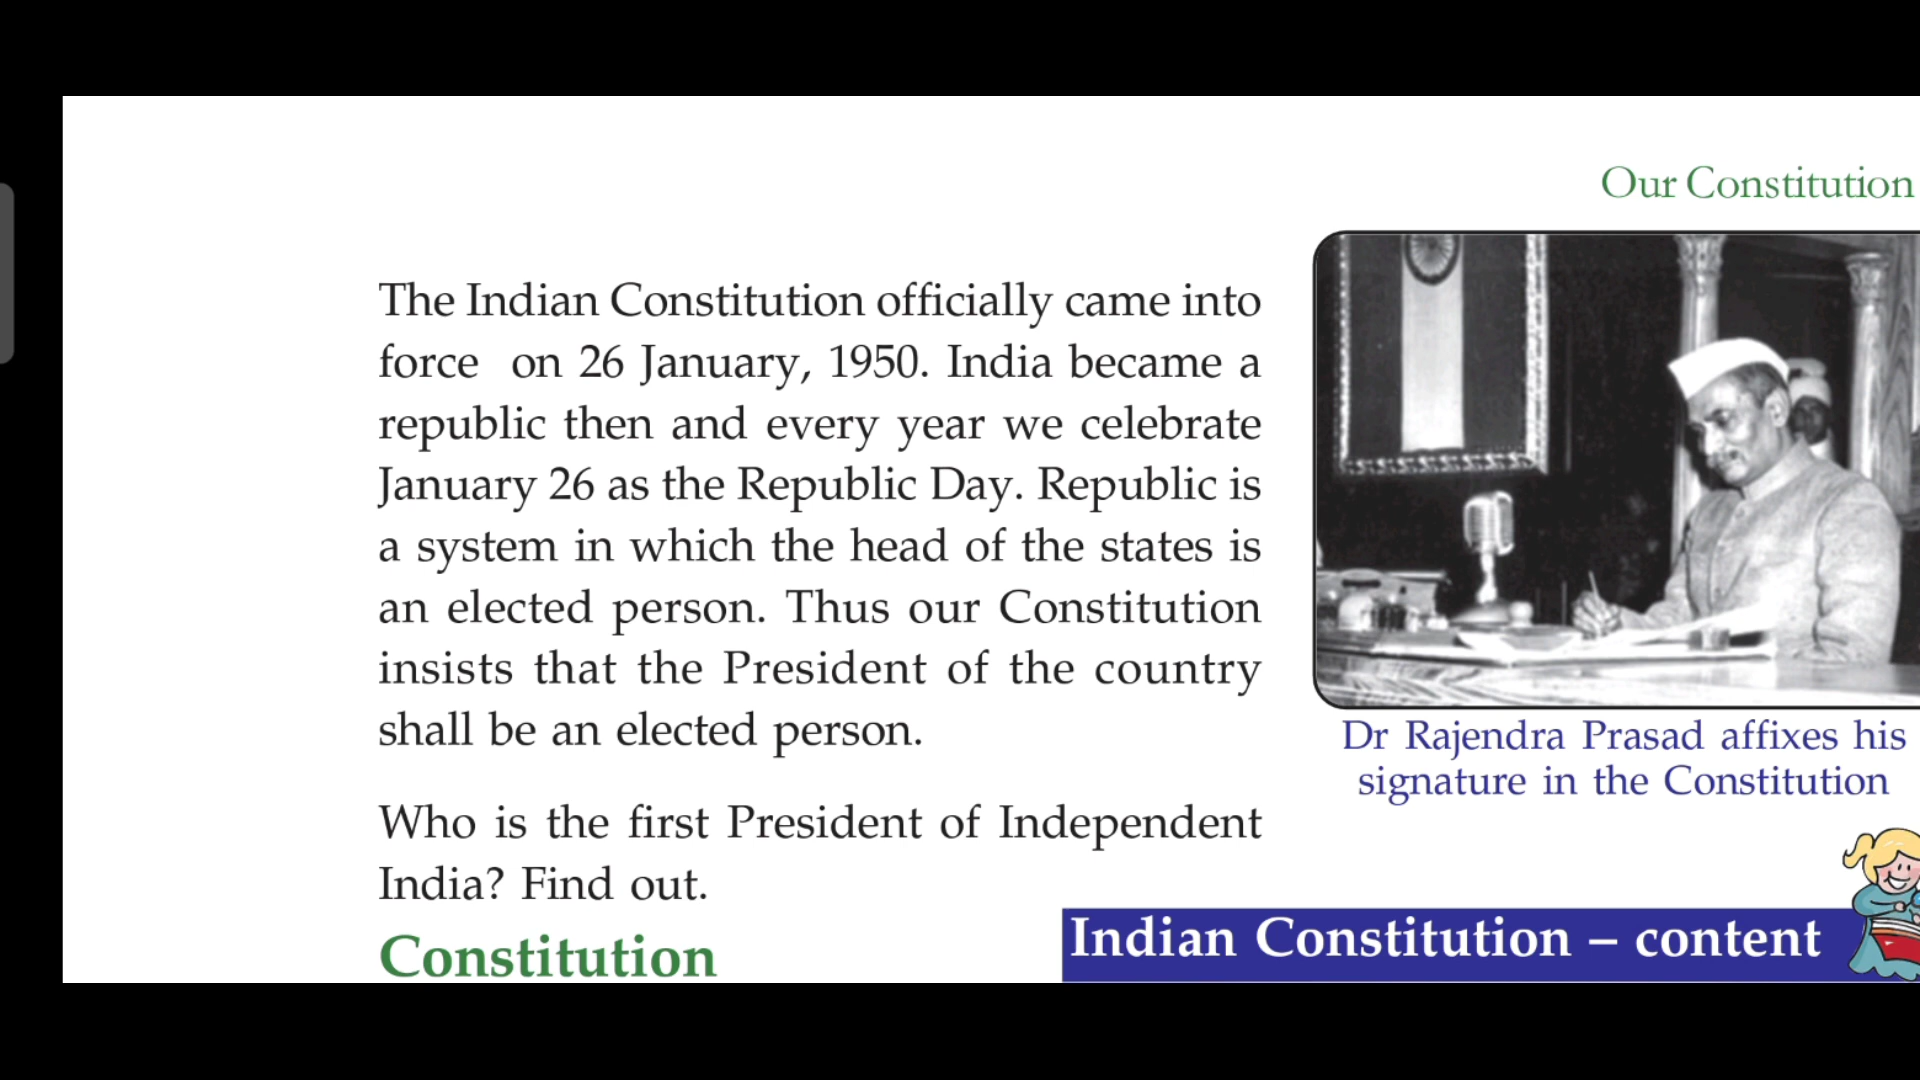 Our Constitution
The Indian Constitution officially came into
force on 26 January, 1950. India became a
republic then and every year we celebrate
January 26 as the Republic Day. Republic is
a system in which the head of the states is
an elected person. Thus our Constitution
insists that the President of the country
shall be an elected person.
Who is the first President of Independent
India? Find out.
Constitution
Dr Rajendra Prasad affixes his
signature in the Constitution
Indian Constitution – content